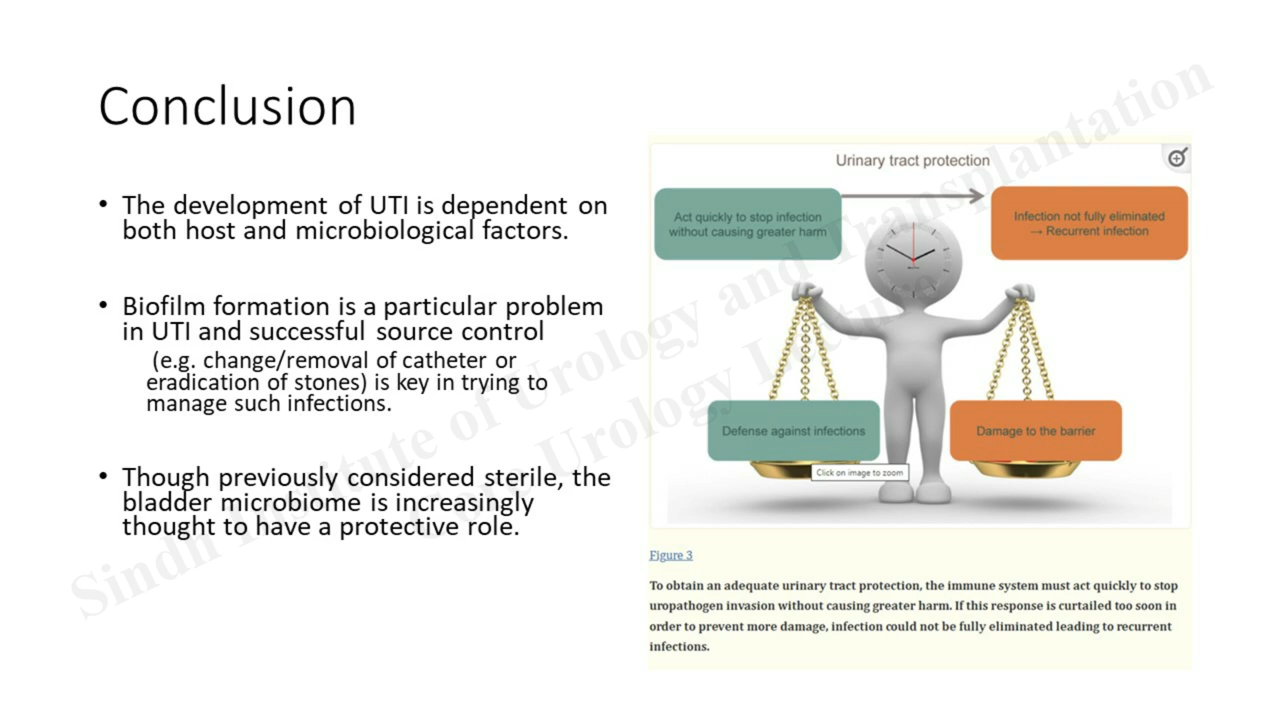 Conclusion
• The development of UTI is dependent on
both host and microbiological factors.
• Biofilm formation is a particular problem
in UTI and successful source control
(e.g. change/removal of catheter or
eradication of stones) is key in trying to
manage such infections.
• Though previously considered sterile, the
bladder microbiome is increasingly
thought to have a protective role.
Urinary tract protection
Act quickly to stop infection
without causing greater harm
Infection not fully eliminated
→ Recurrent infection
Defense against infections
Damage to the barrier
Click on image to zoom
Figure 3
To obtain an adequate urinary tract protection, the immune system must act quickly to stop
uropathogen invasion without causing greater harm. If this response is curtailed too soon in
order to prevent more damage, infection could not be fully eliminated leading to recurrent
infections.
Sindh Institute of Urology and Transplantation
Urology Lecture